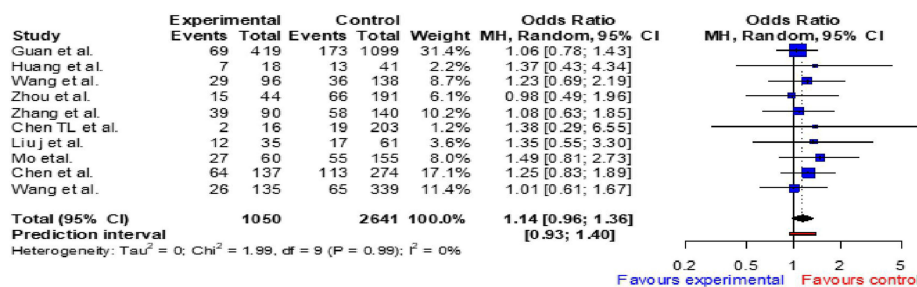 Experimental Control Odds Ratio Odds Ratio
Study Events Total Events Total Weight MH, Random, 95% CI MH, Random, 95% CI
Guan et al. 69 419 173 1099 31.4% 1.06 [0.78; 1.43]
Huang et al. 7 18 13 41 2.2% 1.37 [0.43; 4.34]
Wang et al. 29 96 36 138 8.7% 1.23 [0.69; 2.19]
Zhou et al. 15 44 66 191 6.1% 0.98 [0.49; 1.96]
Zhang et al. 39 90 58 140 10.2% 1.08 [0.63; 1.85]
Chen TL et al. 2 16 19 203 1.2% 1.38 [0.29; 6.55]
Liu j et al. 12 35 17 61 3.6% 1.35 [0.55; 3.30]
Mo etal. 27 60 55 155 8.0% 1.49 [0.81; 2.73]
Chen et al. 64 137 113 274 17.1% 1.25 [0.83; 1.89]
Wang et al. 26 135 65 339 11.4% 1.01 [0.61; 1.67]
Total (95% CI) 1050 2641 100.0% 1.14 [0.96; 1.36]
Prediction interval [0.93; 1.40]
Heterogeneity: Tau² = 0; Chi² = 1.99, df = 9 (P = 0.99); I² = 0%
0.2 0.5 1 2 5
Favours experimental Favours control